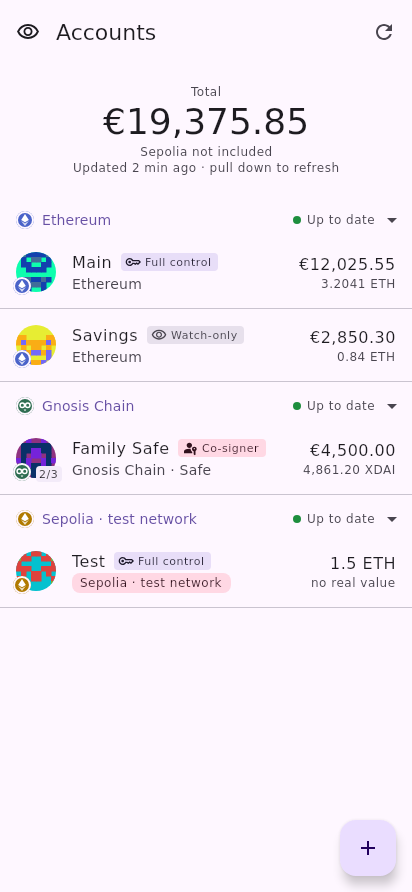 Accounts
Total
€19,375.85
Sepolia not included
Updated 2 min ago · pull down to refresh
Ethereum Up to date
Main Full control €12,025.55
Ethereum 3.2041 ETH
Savings Watch-only €2,850.30
Ethereum 0.84 ETH
Gnosis Chain Up to date
Family Safe Co-signer €4,500.00
2/3 Gnosis Chain · Safe 4,861.20 XDAI
Sepolia · test network Up to date
Test Full control 1.5 ETH
Sepolia · test network no real value